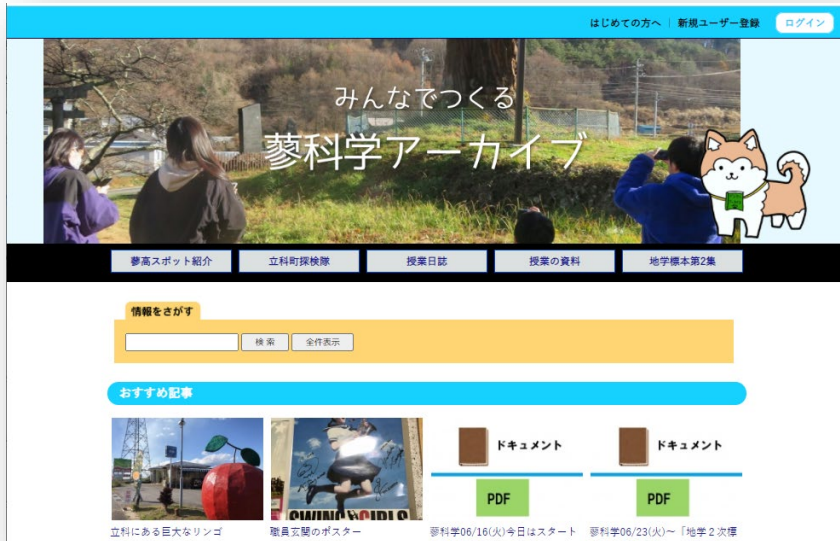 はじめての方へ | 新規ユーザー登録 ログイン
みんなでつくる
蓼科学アーカイブ
蓼高スポット紹介 立科町探検隊 授業日誌 授業の資料 地学標本第2集
情報をさがす
検 索 全件表示
おすすめ記事
ドキュメント ドキュメント
PDF PDF
SWING GIRLS
立科にある巨大なリンゴ 職員玄関のポスター 蓼科学06/16(火)今日はスタート 蓼科学06/23(火)～「地学２次標